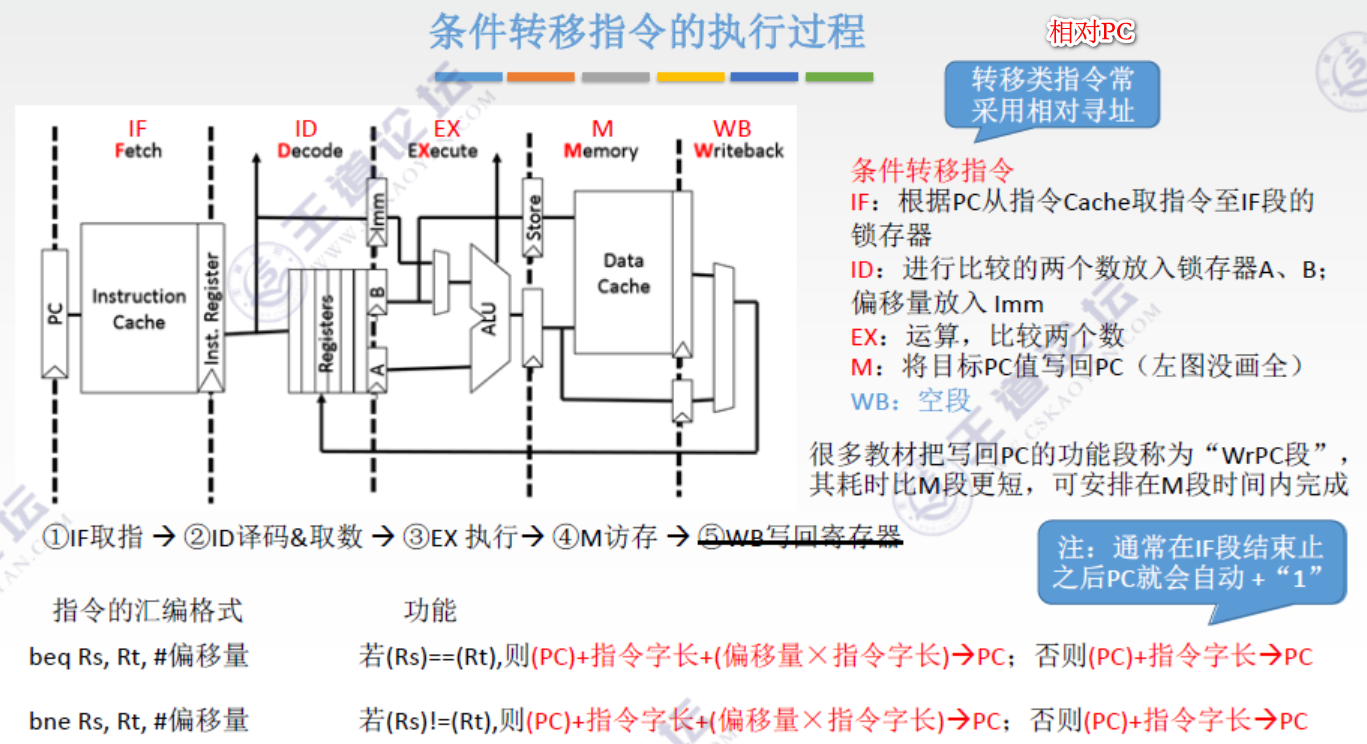 条件转移指令的执行过程
相对PC
转移类指令常
采用相对寻址
IF
Fetch
ID
Decode
EX
EXecute
M
Memory
WB
Writeback
PC
Instruction
Cache
Inst. Register
Registers
Imm
B
A
ALU
Store
Data
Cache
条件转移指令
IF：根据PC从指令Cache取指令至IF段的
锁存器
ID：进行比较的两个数放入锁存器A、B；
偏移量放入 Imm
EX：运算，比较两个数
M：将目标PC值写回PC（左图没画全）
WB：空段
很多教材把写回PC的功能段称为“WrPC段”，
其耗时比M段更短，可安排在M段时间内完成
①IF取指 → ②ID译码&取数 → ③EX 执行→ ④M访存 → ⑤WB写回寄存器
注：通常在IF段结束止
之后PC就会自动 +“1”
指令的汇编格式 功能
beq Rs, Rt, #偏移量 若(Rs)==(Rt),则(PC)+指令字长+(偏移量×指令字长)→PC；否则(PC)+指令字长→PC
bne Rs, Rt, #偏移量 若(Rs)!=(Rt),则(PC)+指令字长+(偏移量×指令字长)→PC；否则(PC)+指令字长→PC
王道论坛
WWW.CSKAOYAN.COM